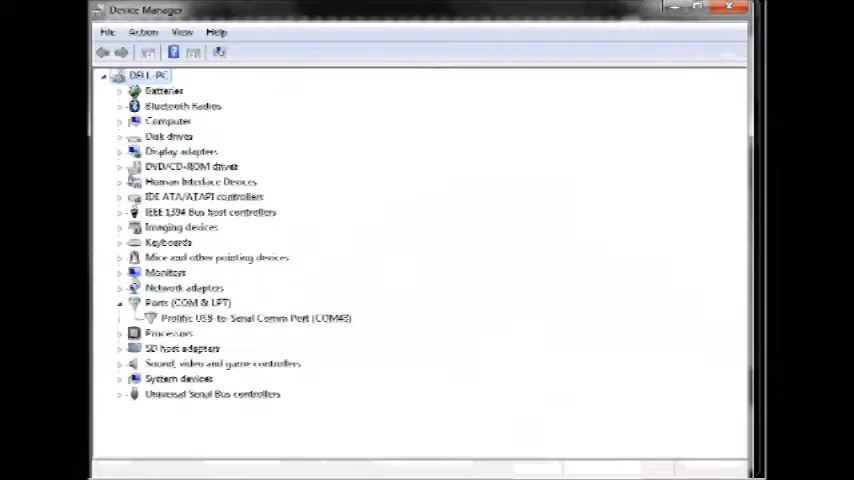 Device Manager
File Action View Help
DELL-PC
Batteries
Bluetooth Radios
Computer
Disk drives
Display adapters
DVD/CD-ROM drives
Human Interface Devices
IDE ATA/ATAPI controllers
IEEE 1394 Bus host controllers
Imaging devices
Keyboards
Mice and other pointing devices
Monitors
Network adapters
Ports (COM & LPT)
Prolific USB-to-Serial Comm Port (COM43)
Processors
SD host adapters
Sound, video and game controllers
System devices
Universal Serial Bus controllers